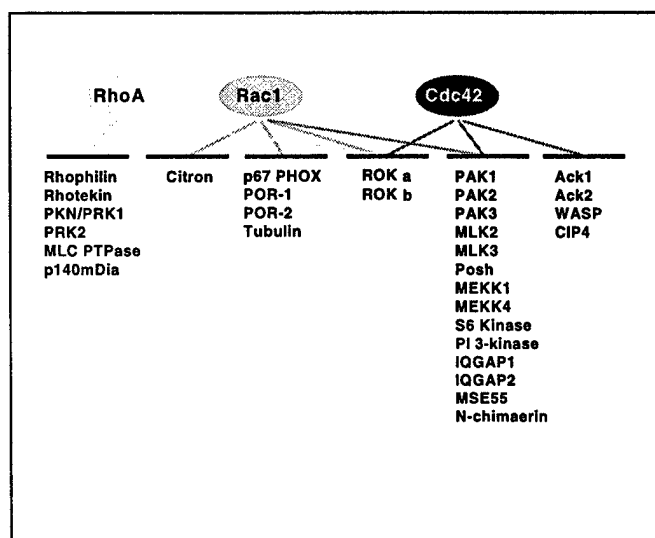 RhoA
Rac1
Cdc42
Rhophilin
Rhotekin
PKN/PRK1
PRK2
MLC PTPase
p140mDia
Citron
p67 PHOX
POR-1
POR-2
Tubulin
ROK a
ROK b
PAK1
PAK2
PAK3
MLK2
MLK3
Posh
MEKK1
MEKK4
S6 Kinase
PI 3-kinase
IQGAP1
IQGAP2
MSE55
N-chimaerin
Ack1
Ack2
WASP
CIP4